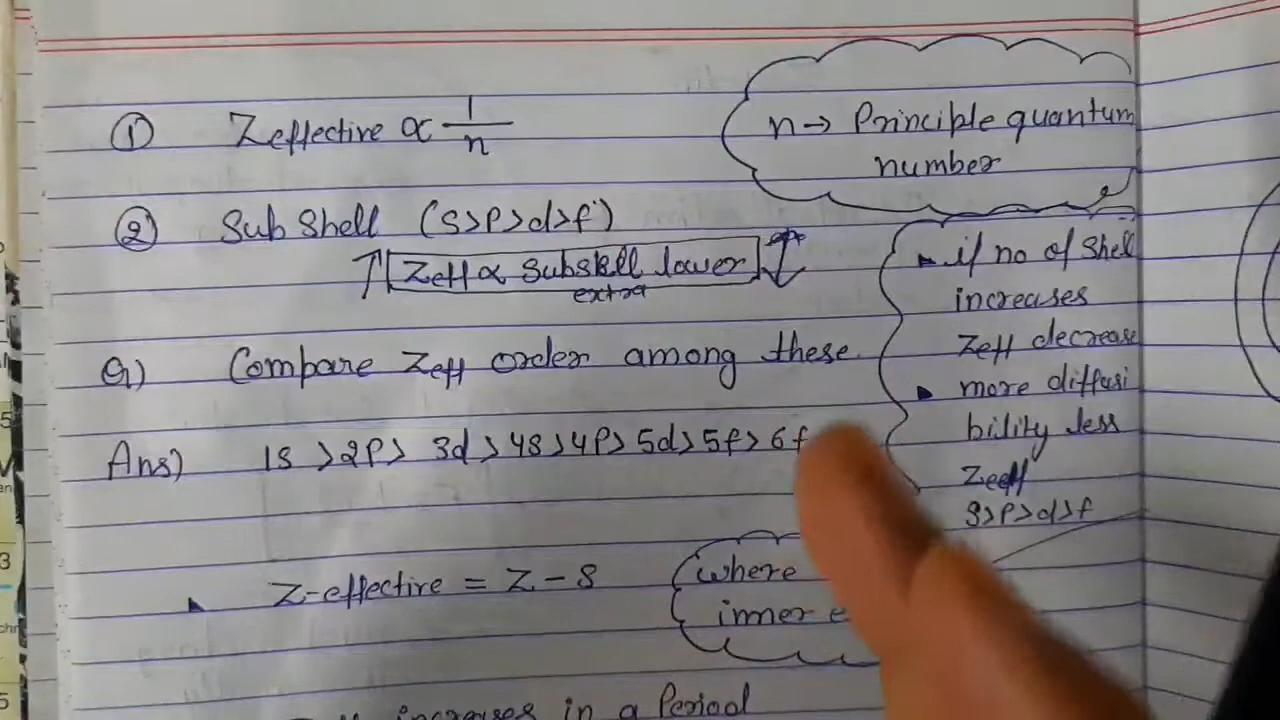 ① Zeffective ∝ 1/n
n → Principle quantum
number
② Sub Shell (s>p>d>f)
↑ Zeff ∝ Subshell lower ↕
extra
▸ if no of Shell
increases
Zeff decrease
▸ more diffusi
bility less
Zeeff
s>p>d>f
Q) Compare Zeff order among these
Ans) 1s >2p> 3d >4s>4p> 5d>5f>6f
Z-effective = Z - S
where
inner e
increases in a Period